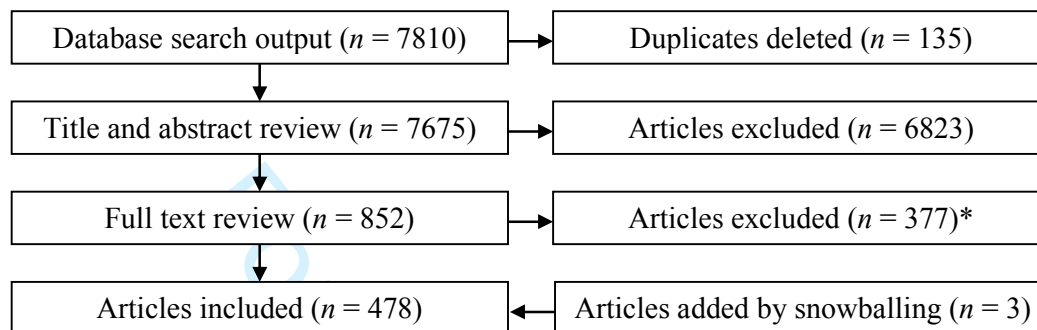 Database search output (n = 7810)
Duplicates deleted (n = 135)
Title and abstract review (n = 7675)
Articles excluded (n = 6823)
Full text review (n = 852)
Articles excluded (n = 377)*
Articles included (n = 478)
Articles added by snowballing (n = 3)